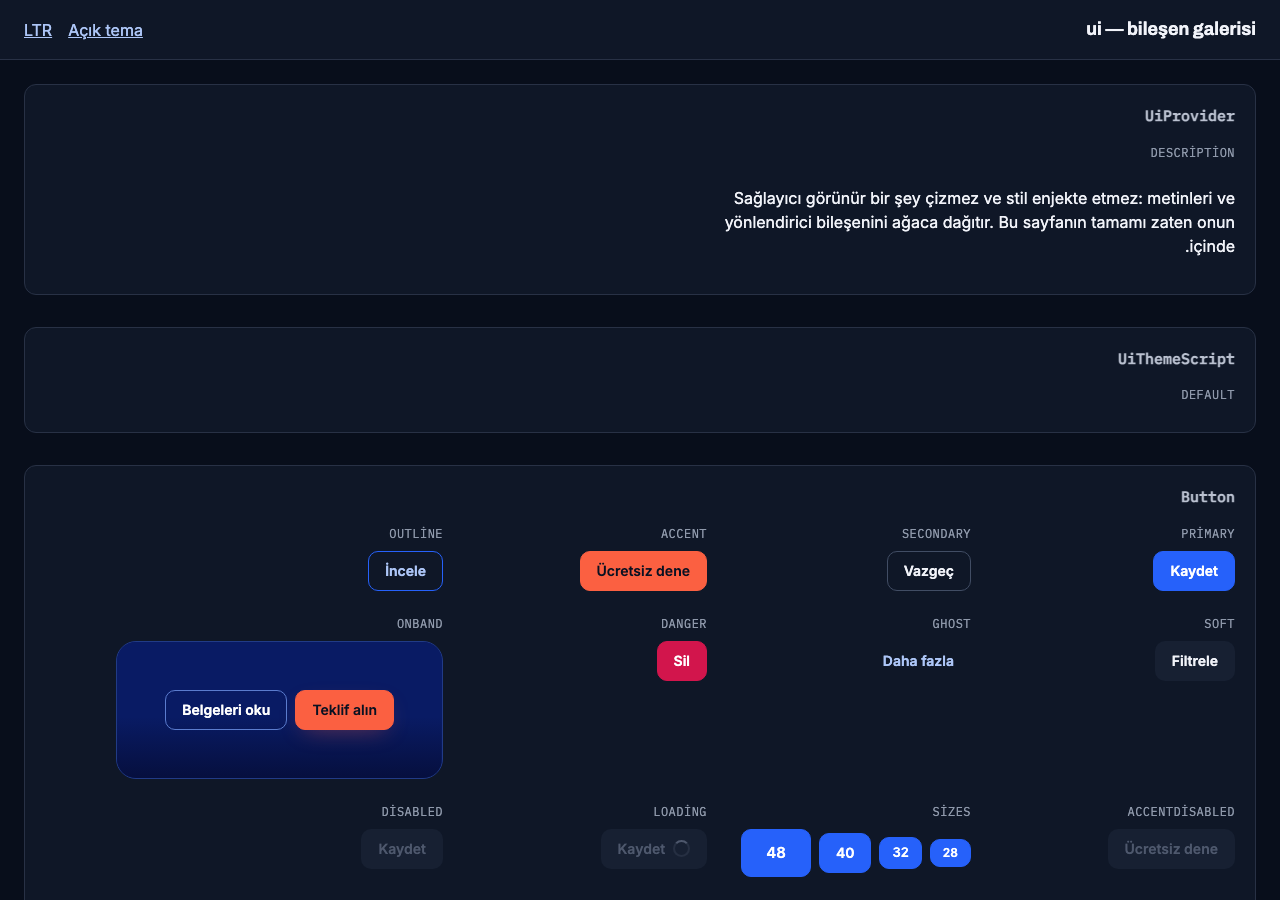 ui — bileşen galerisi
Açık tema
LTR
UiProvider
DESCRİPTİON
Sağlayıcı görünür bir şey çizmez ve stil enjekte etmez: metinleri ve
yönlendirici bileşenini ağaca dağıtır. Bu sayfanın tamamı zaten onun
.içinde
UiThemeScript
DEFAULT
Button
PRİMARY
Kaydet
SECONDARY
Vazgeç
ACCENT
Ücretsiz dene
OUTLİNE
İncele
SOFT
Filtrele
GHOST
Daha fazla
DANGER
Sil
ONBAND
Teklif alın
Belgeleri oku
ACCENTDİSABLED
Ücretsiz dene
SİZES
28
32
40
48
LOADİNG
Kaydet
DİSABLED
Kaydet